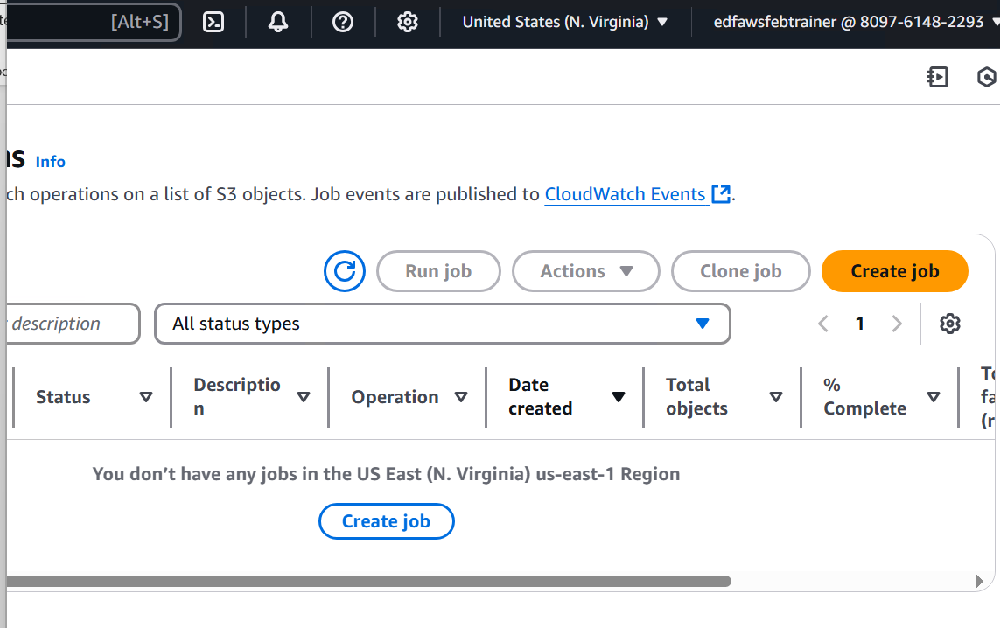 [Alt+S]
United States (N. Virginia)
edfawsfebtrainer @ 8097-6148-2293
Info
operations on a list of S3 objects. Job events are published to CloudWatch Events.
Run job
Actions
Clone job
Create job
description
All status types
1
Status
Descriptio
n
Operation
Date
created
Total
objects
%
Complete
You don’t have any jobs in the US East (N. Virginia) us-east-1 Region
Create job